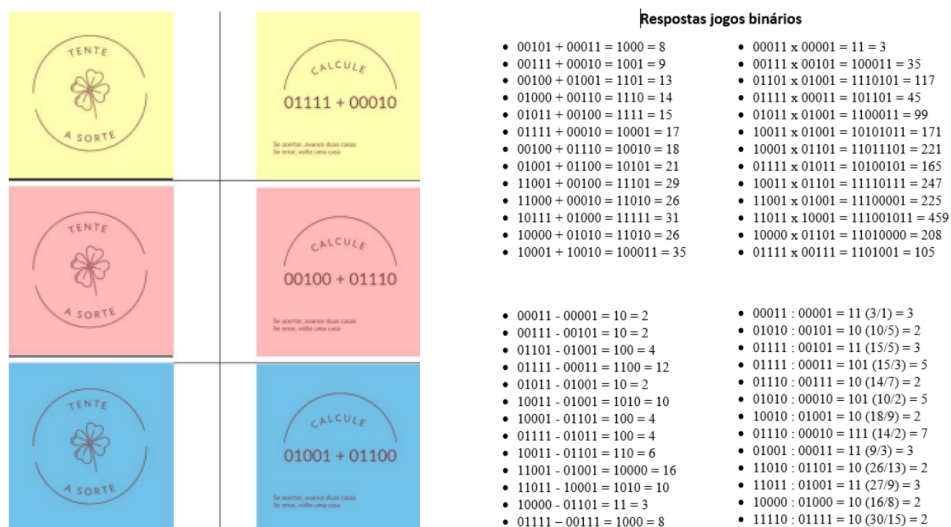 TENTE
A SORTE
CALCULE
01111 + 00010
Se acertar, avance duas casas
Se errar, volte uma casa
TENTE
A SORTE
CALCULE
00100 + 01110
Se acertar, avance duas casas
Se errar, volte uma casa
TENTE
A SORTE
CALCULE
01001 + 01100
Se acertar, avance duas casas
Se errar, volte uma casa
Respostas jogos binários
• 00101 + 00011 = 1000 = 8
• 00111 + 00010 = 1001 = 9
• 00100 + 01001 = 1101 = 13
• 01000 + 00110 = 1110 = 14
• 01011 + 00100 = 1111 = 15
• 01111 + 00010 = 10001 = 17
• 00100 + 01110 = 10010 = 18
• 01001 + 01100 = 10101 = 21
• 11001 + 00100 = 11101 = 29
• 11000 + 00010 = 11010 = 26
• 10111 + 01000 = 11111 = 31
• 10000 + 01010 = 11010 = 26
• 10001 + 10010 = 100011 = 35
• 00011 x 00001 = 11 = 3
• 00111 x 00101 = 100011 = 35
• 01101 x 01001 = 1110101 = 117
• 01111 x 00011 = 101101 = 45
• 01011 x 01001 = 1100011 = 99
• 10011 x 01001 = 10101011 = 171
• 10001 x 01101 = 11011101 = 221
• 01111 x 01011 = 10100101 = 165
• 10011 x 01101 = 11110111 = 247
• 11001 x 01001 = 11100001 = 225
• 11011 x 10001 = 111001011 = 459
• 10000 x 01101 = 11010000 = 208
• 01111 x 00111 = 1101001 = 105
• 00011 - 00001 = 10 = 2
• 00111 - 00101 = 10 = 2
• 01101 - 01001 = 100 = 4
• 01111 - 00011 = 1100 = 12
• 01011 - 01001 = 10 = 2
• 10011 - 01001 = 1010 = 10
• 10001 - 01101 = 100 = 4
• 01111 - 01011 = 100 = 4
• 10011 - 01101 = 110 = 6
• 11001 - 01001 = 10000 = 16
• 11011 - 10001 = 1010 = 10
• 10000 - 01101 = 11 = 3
• 01111 – 00111 = 1000 = 8
• 00011 : 00001 = 11 (3/1) = 3
• 01010 : 00101 = 10 (10/5) = 2
• 01111 : 00101 = 11 (15/5) = 3
• 01111 : 00011 = 101 (15/3) = 5
• 01110 : 00111 = 10 (14/7) = 2
• 01010 : 00010 = 101 (10/2) = 5
• 10010 : 01001 = 10 (18/9) = 2
• 01110 : 00010 = 111 (14/2) = 7
• 01001 : 00011 = 11 (9/3) = 3
• 11010 : 01101 = 10 (26/13) = 2
• 11011 : 01001 = 11 (27/9) = 3
• 10000 : 01000 = 10 (16/8) = 2
• 11110 : 01111 = 10 (30/15) = 2